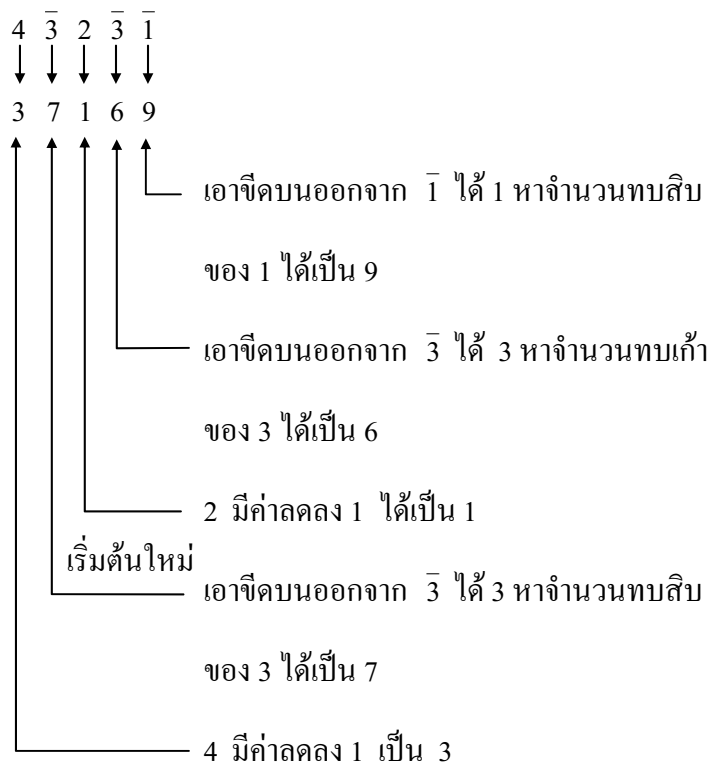 4 3̄ 2 3̄ 1̄
3 7 1 6 9
เอาขีดบนออกจาก 1̄ ได้ 1 หาจำนวนทบสิบ
ของ 1 ได้เป็น 9
เอาขีดบนออกจาก 3̄ ได้ 3 หาจำนวนทบเก้า
ของ 3 ได้เป็น 6
2 มีค่าลดลง 1 ได้เป็น 1
เริ่มต้นใหม่
เอาขีดบนออกจาก 3̄ ได้ 3 หาจำนวนทบสิบ
ของ 3 ได้เป็น 7
4 มีค่าลดลง 1 เป็น 3